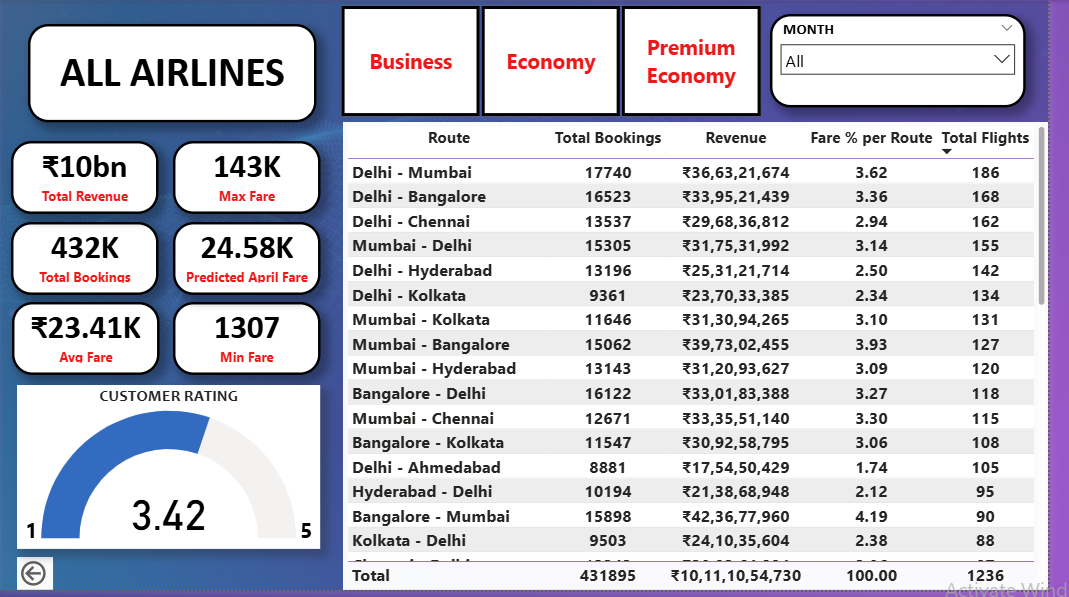 ALL AIRLINES
Business
Economy
Premium
Economy
MONTH
All
₹10bn
Total Revenue
143K
Max Fare
432K
Total Bookings
24.58K
Predicted April Fare
₹23.41K
Avg Fare
1307
Min Fare
CUSTOMER RATING
3.42
1
5
Route Total Bookings Revenue Fare % per Route Total Flights
Delhi - Mumbai 17740 ₹36,63,21,674 3.62 186
Delhi - Bangalore 16523 ₹33,95,21,439 3.36 168
Delhi - Chennai 13537 ₹29,68,36,812 2.94 162
Mumbai - Delhi 15305 ₹31,75,31,992 3.14 155
Delhi - Hyderabad 13196 ₹25,31,21,714 2.50 142
Delhi - Kolkata 9361 ₹23,70,33,385 2.34 134
Mumbai - Kolkata 11646 ₹31,30,94,265 3.10 131
Mumbai - Bangalore 15062 ₹39,73,02,455 3.93 127
Mumbai - Hyderabad 13143 ₹31,20,93,627 3.09 120
Bangalore - Delhi 16122 ₹33,01,83,388 3.27 118
Mumbai - Chennai 12671 ₹33,35,51,140 3.30 115
Bangalore - Kolkata 11547 ₹30,92,58,795 3.06 108
Delhi - Ahmedabad 8881 ₹17,54,50,429 1.74 105
Hyderabad - Delhi 10194 ₹21,38,68,948 2.12 95
Bangalore - Mumbai 15898 ₹42,36,77,960 4.19 90
Kolkata - Delhi 9503 ₹24,10,35,604 2.38 88
Total 431895 ₹10,11,10,54,730 100.00 1236
Activate Wind